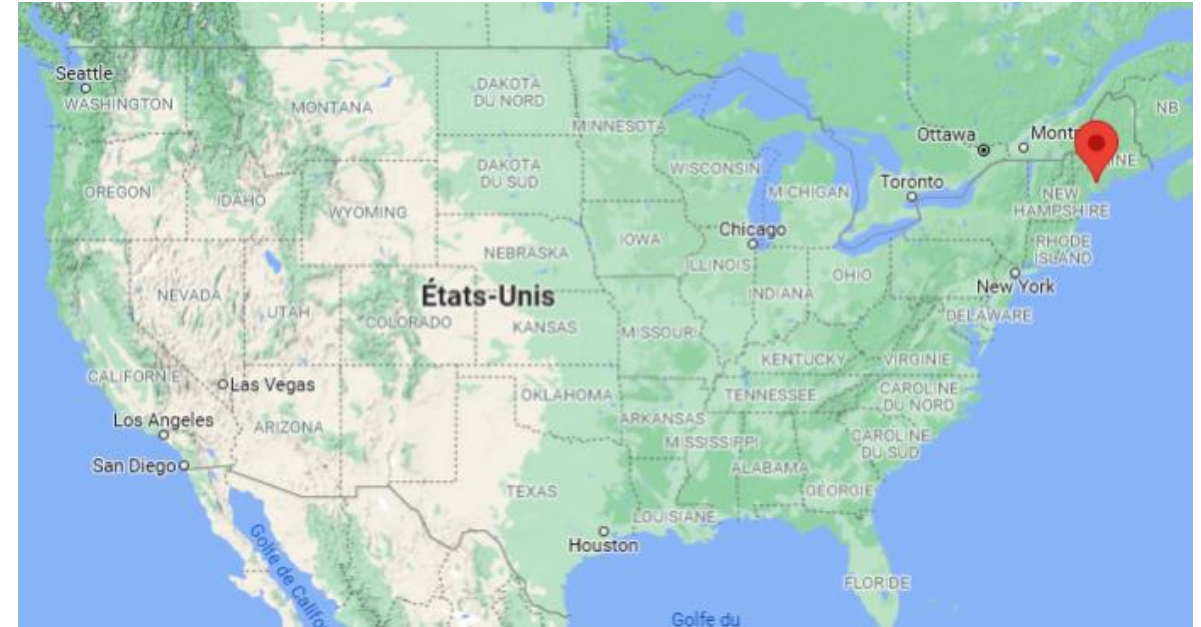 Seattle
WASHINGTON
MONTANA
DAKOTA
DU NORD
MINNESOTA
Ottawa
NB
OREGON
IDAHO
WYOMING
DAKOTA
DU SUD
WISCONSIN
MICHIGAN
Toronto
NEW
HAMPSHIRE
Chicago
IOWA
NEBRASKA
ILLINOIS
OHIO
RHODE
ISLAND
New York
NEVADA
UTAH
COLORADO
États-Unis
KANSAS
MISSOURI
INDIANA
DELAWARE
KENTUCKY
VIRGINIE
CALIFORNIE
Las Vegas
OKLAHOMA
TENNESSEE
CAROLINE
DU NORD
Los Angeles
ARIZONA
ARKANSAS
MISSISSIPPI
CAROLINE
DU SUD
San Diego
ALABAMA
TEXAS
GÉORGIE
LOUISIANE
Houston
Golfe de Califo
FLORIDE
Golfe du